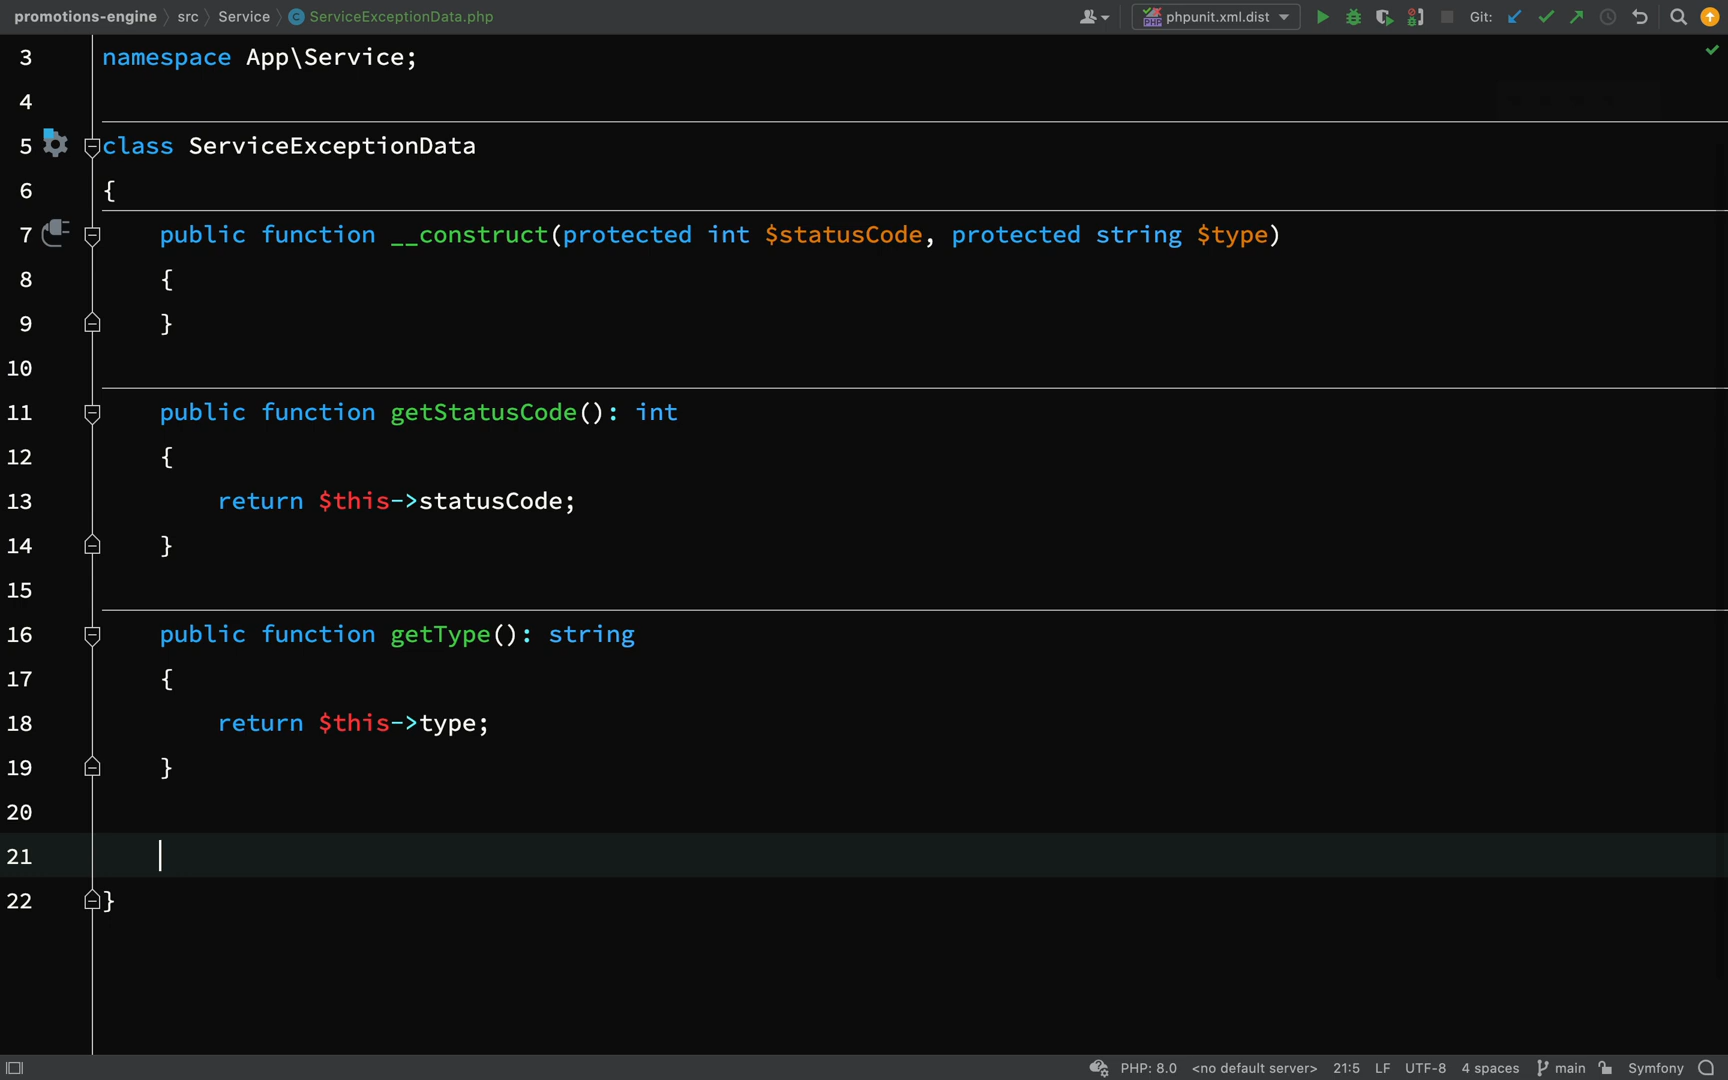 promotions-engine src Service C ServiceExceptionData.php PHP phpunit.xml.dist Git:
3 namespace App\Service;
4
5 class ServiceExceptionData
6 {
7 public function __construct(protected int $statusCode, protected string $type)
8 {
9 }
10
11 public function getStatusCode(): int
12 {
13 return $this->statusCode;
14 }
15
16 public function getType(): string
17 {
18 return $this->type;
19 }
20
21
22 }
PHP: 8.0 <no default server> 21:5 LF UTF-8 4 spaces main Symfony